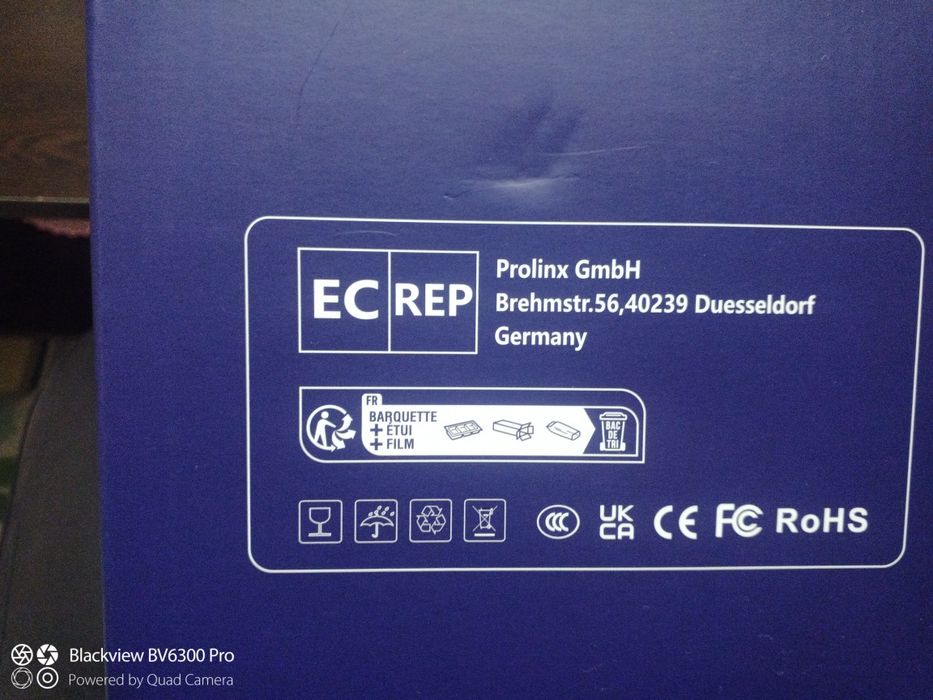 EC REP
Prolinx GmbH
Brehmstr.56,40239 Duesseldorf
Germany
FR
BARQUETTE
+ ÉTUI
+ FILM
BAC
DE
TRI
CCC
UK
CA
CE
FC
RoHS
Blackview BV6300 Pro
Powered by Quad Camera